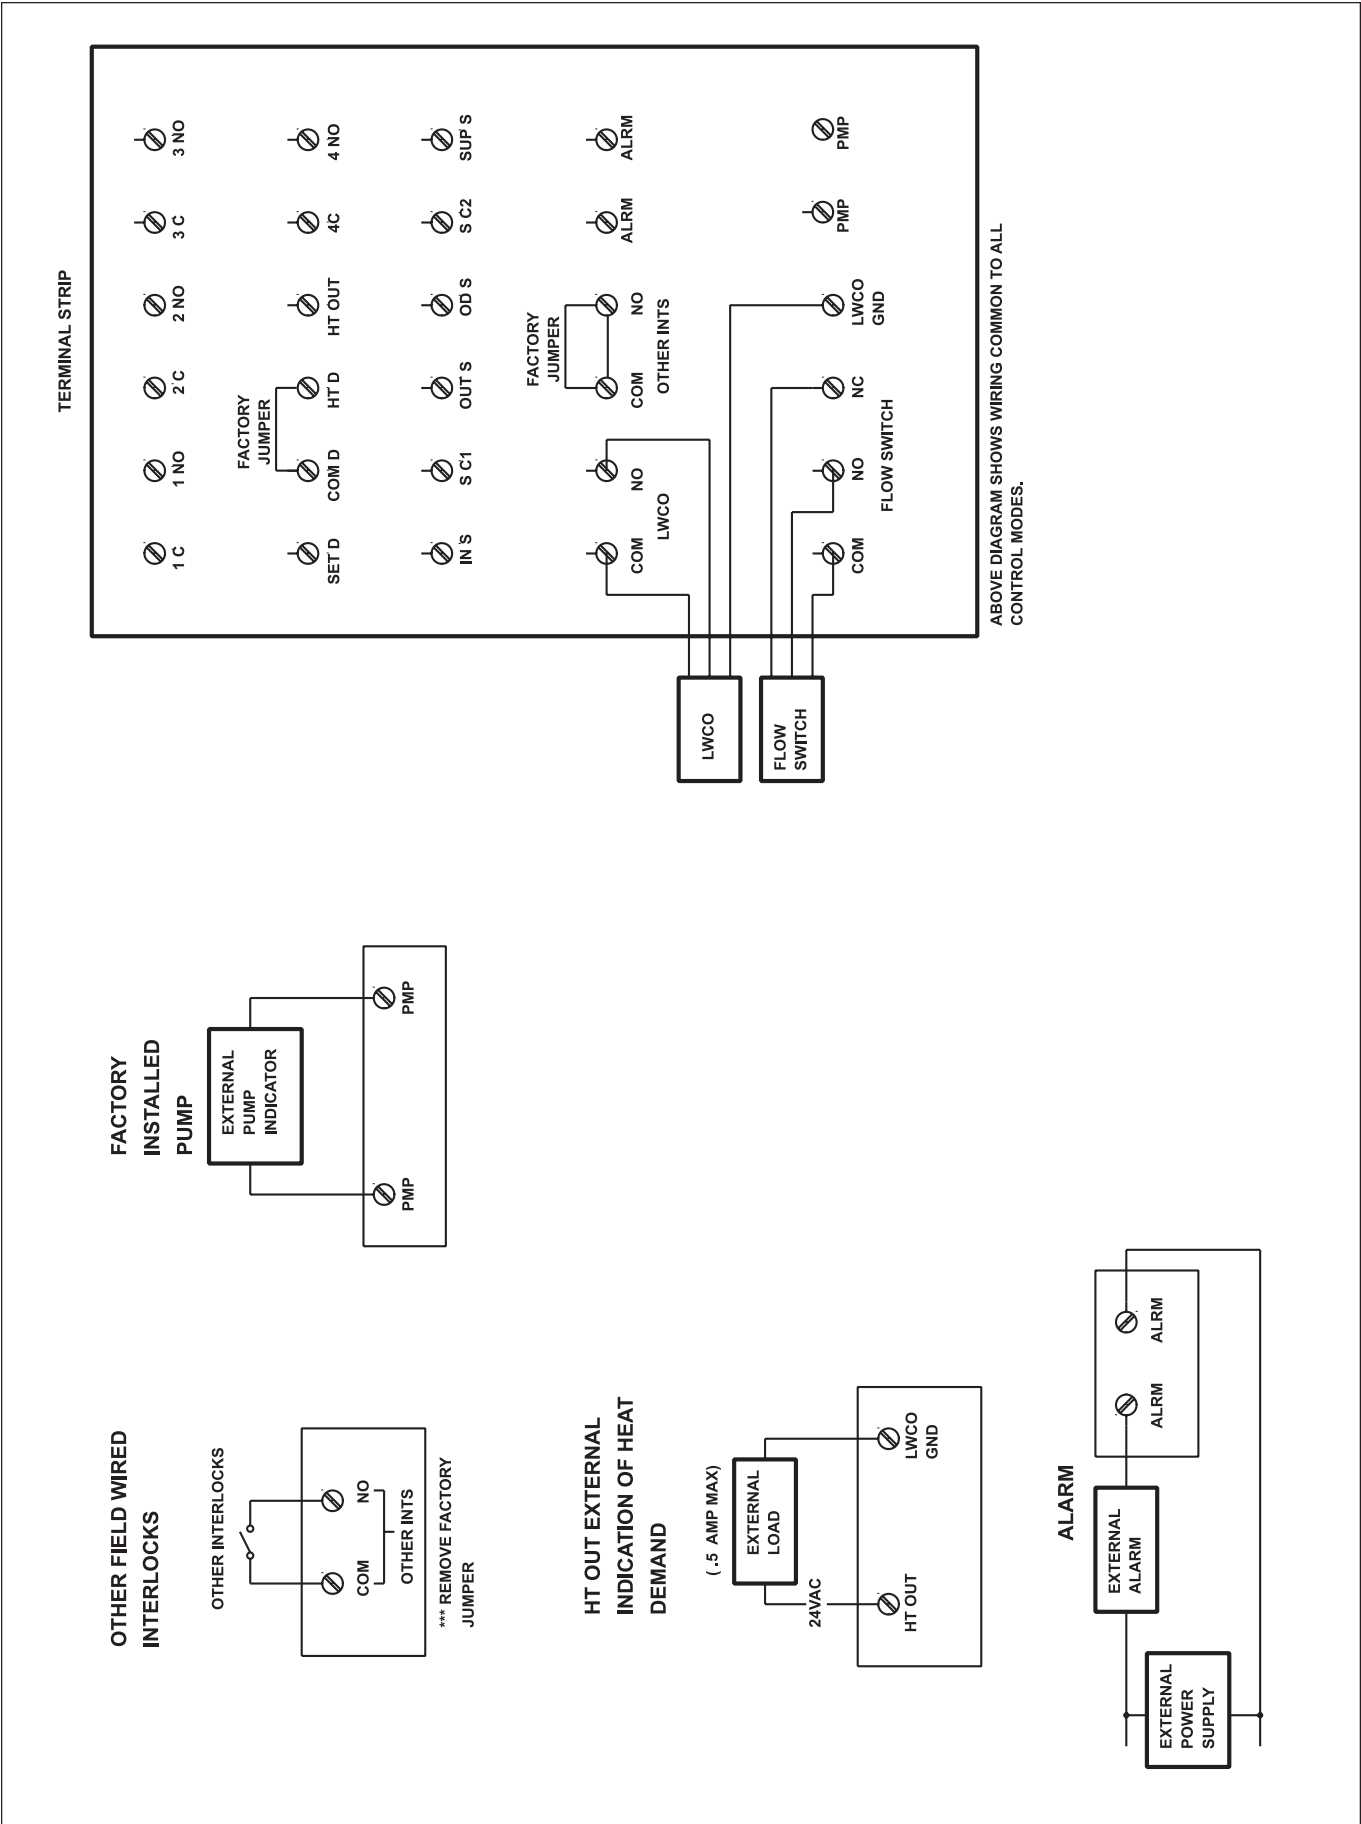 OTHER FIELD WIRED
INTERLOCKS
OTHER INTERLOCKS
COM NO
OTHER INTS
*** REMOVE FACTORY
JUMPER
HT OUT EXTERNAL
INDICATION OF HEAT
DEMAND
( .5 AMP MAX)
EXTERNAL
LOAD
24VAC
HT OUT
LWCO
GND
ALARM
EXTERNAL
POWER
SUPPLY
EXTERNAL
ALARM
ALRM ALRM
FACTORY
INSTALLED
PUMP
EXTERNAL
PUMP
INDICATOR
PMP PMP
TERMINAL STRIP
1 C 1 NO 2 C 2 NO 3 C 3 NO
FACTORY
JUMPER
SET D COM D HT D HT OUT 4C 4 NO
IN S S C1 OUT S OD S S C2 SUP S
FACTORY
JUMPER
COM NO COM NO ALRM ALRM
LWCO OTHER INTS
LWCO
FLOW
SWITCH
COM NO NC
FLOW SWITCH
LWCO
GND
PMP PMP
ABOVE DIAGRAM SHOWS WIRING COMMON TO ALL
CONTROL MODES.